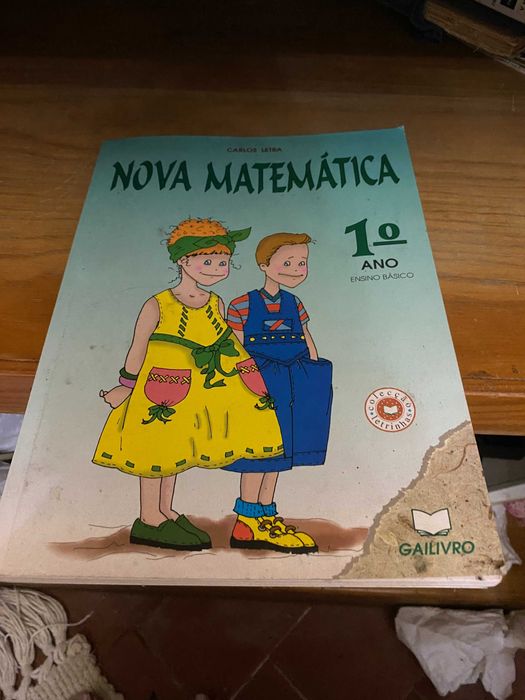 CARLOS LETRA
NOVA MATEMÁTICA
1º
ANO
ENSINO BÁSICO
colecção
letrinhas
GAILIVRO